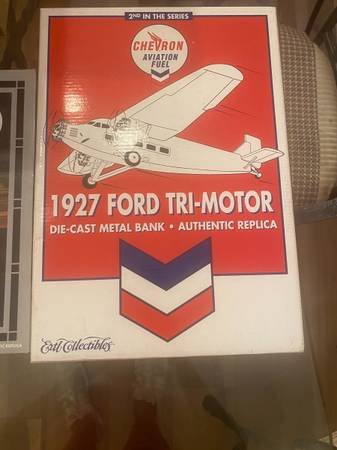 2ND IN THE SERIES
CHEVRON
AVIATION
FUEL
1927 FORD TRI-MOTOR
DIE-CAST METAL BANK • AUTHENTIC REPLICA
Ertl Collectibles
REPLICA